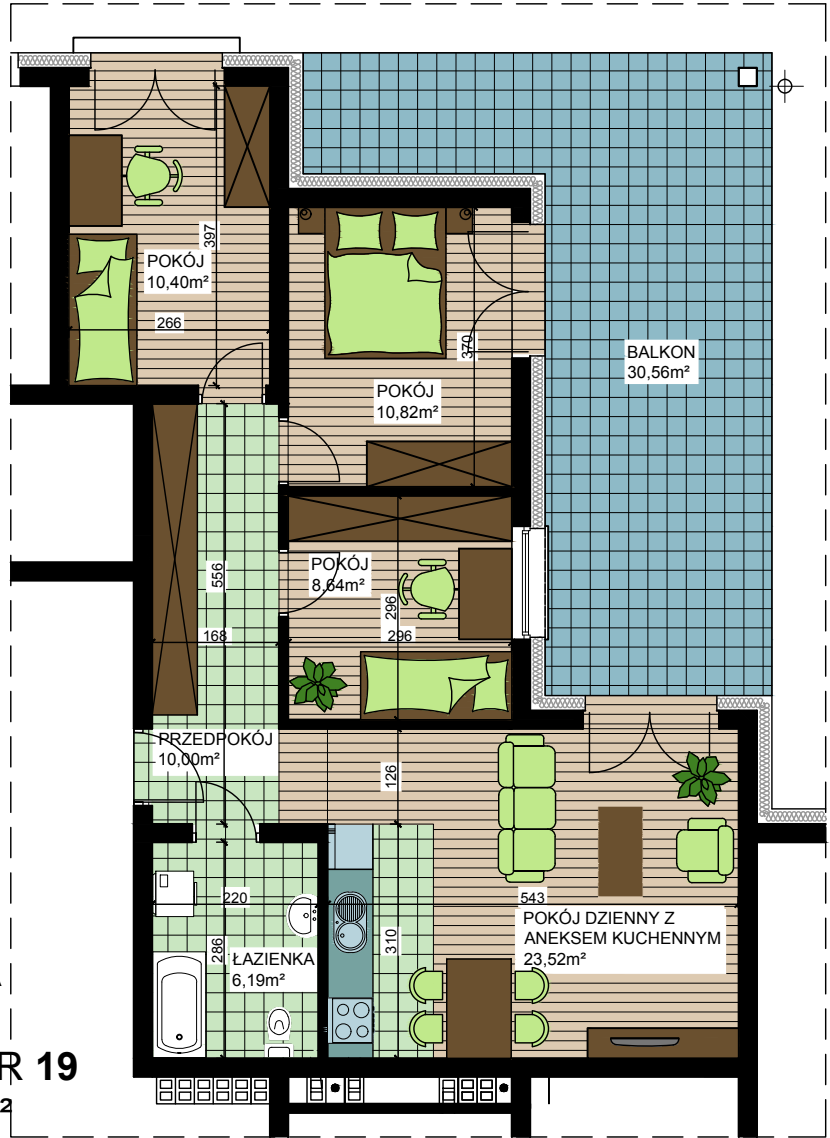 397
POKÓJ
10,40m²
266
370
BALKON
30,56m²
POKÓJ
10,82m²
556
POKÓJ
8,64m²
296
296
168
PRZEDPOKÓJ
10,00m²
126
220
543
POKÓJ DZIENNY Z
ANEKSEM KUCHENNYM
23,52m²
310
286
ŁAZIENKA
6,19m²
R 19
2